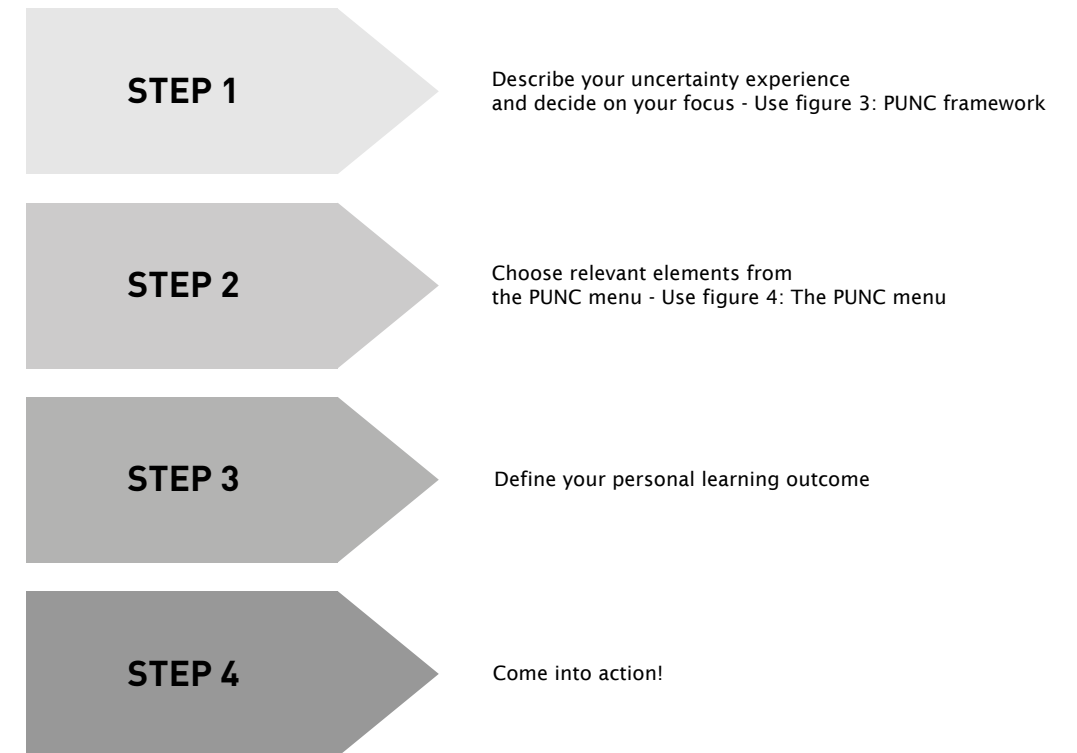 STEP 1
Describe your uncertainty experience
and decide on your focus - Use figure 3: PUNC framework
STEP 2
Choose relevant elements from
the PUNC menu - Use figure 4: The PUNC menu
STEP 3
Define your personal learning outcome
STEP 4
Come into action!